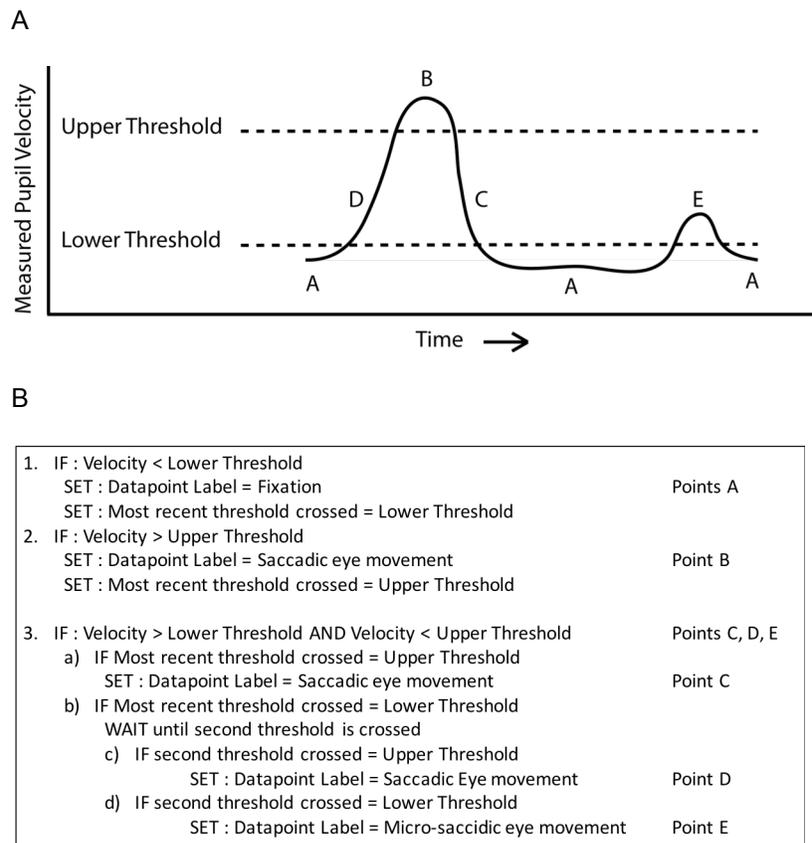 A
Measured Pupil Velocity
B
Upper Threshold
D
C
E
Lower Threshold
A
A
A
Time
B
1. IF : Velocity < Lower Threshold
SET : Datapoint Label = Fixation Points A
SET : Most recent threshold crossed = Lower Threshold
2. IF : Velocity > Upper Threshold
SET : Datapoint Label = Saccadic eye movement Point B
SET : Most recent threshold crossed = Upper Threshold
3. IF : Velocity > Lower Threshold AND Velocity < Upper Threshold Points C, D, E
a) IF Most recent threshold crossed = Upper Threshold
SET : Datapoint Label = Saccadic eye movement Point C
b) IF Most recent threshold crossed = Lower Threshold
WAIT until second threshold is crossed
c) IF second threshold crossed = Upper Threshold
SET : Datapoint Label = Saccadic Eye movement Point D
d) IF second threshold crossed = Lower Threshold
SET : Datapoint Label = Micro-saccidic eye movement Point E